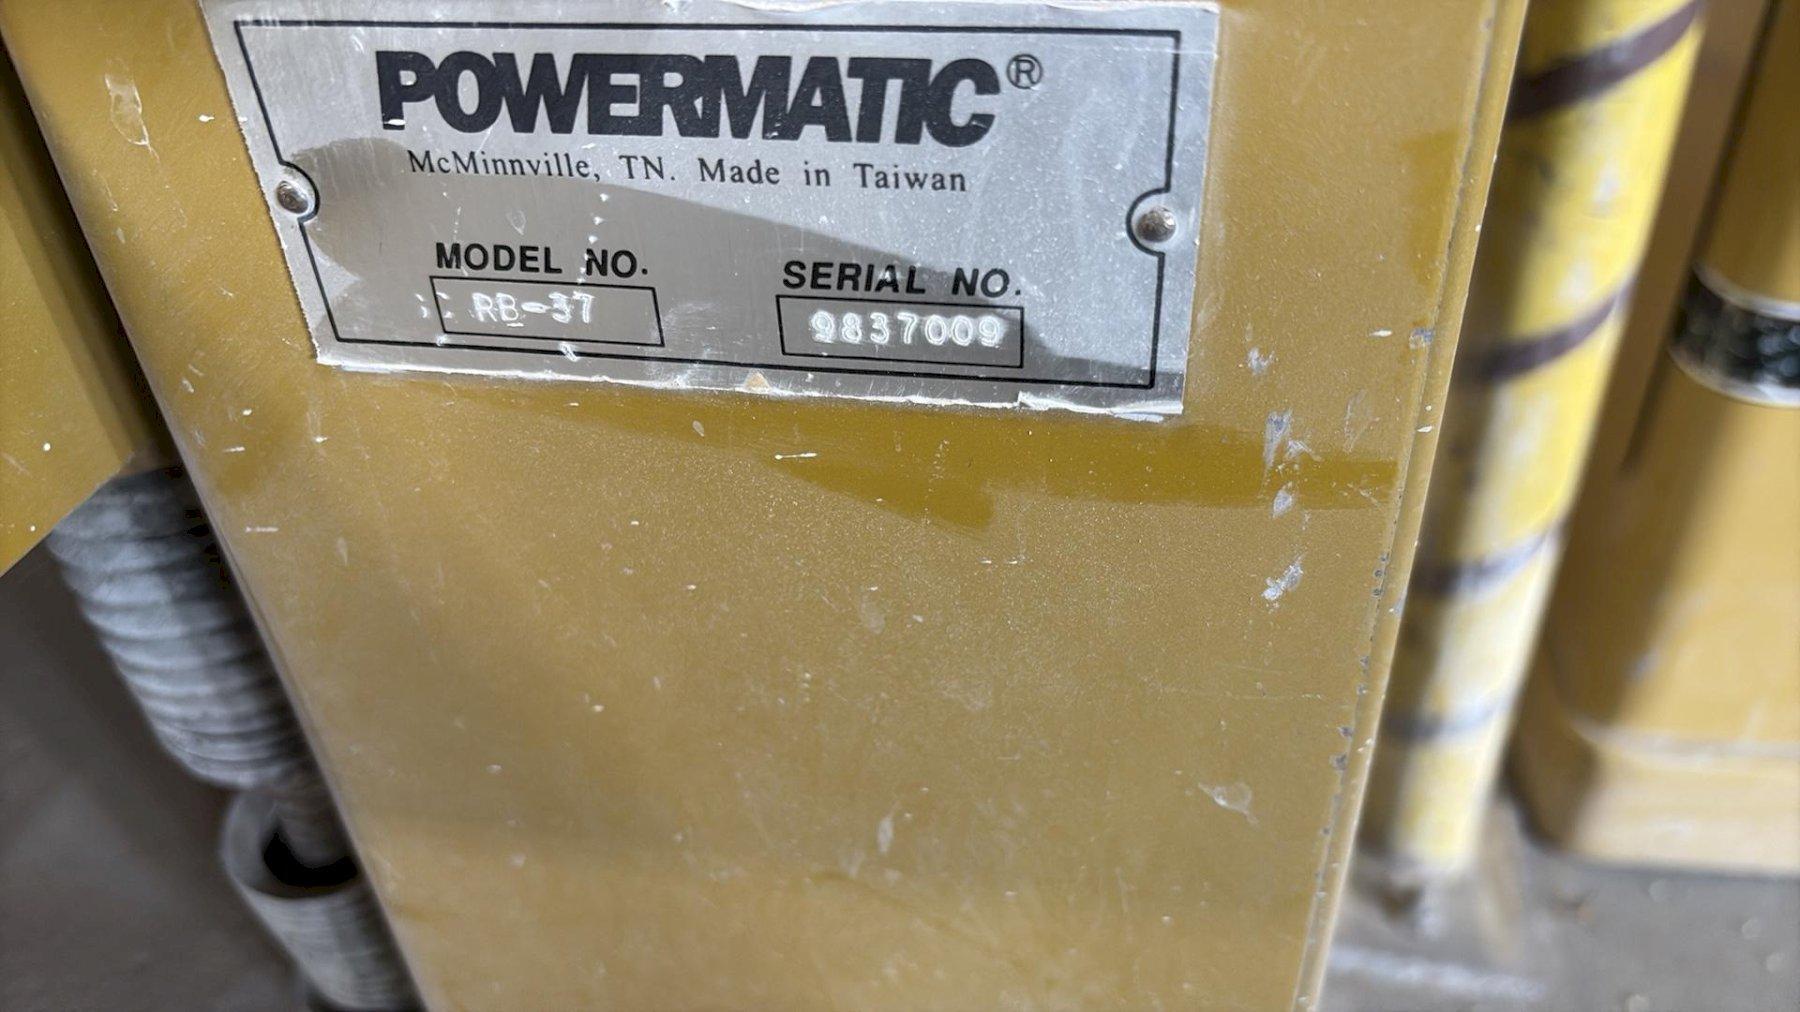 POWERMATIC®
McMinnville, TN. Made in Taiwan
MODEL NO. SERIAL NO.
RB-37 9837009